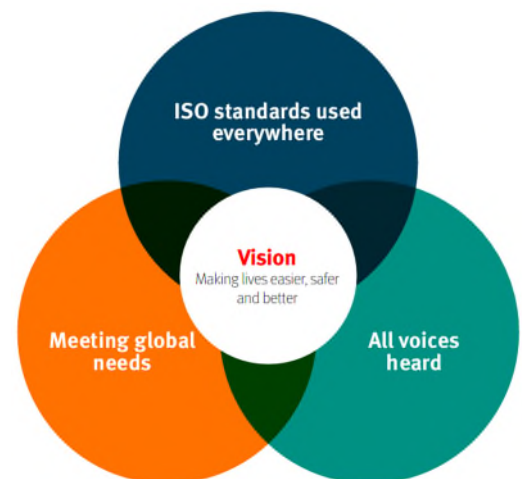 ISO standards used
everywhere
Vision
Making lives easier, safer
and better
Meeting global
needs
All voices
heard